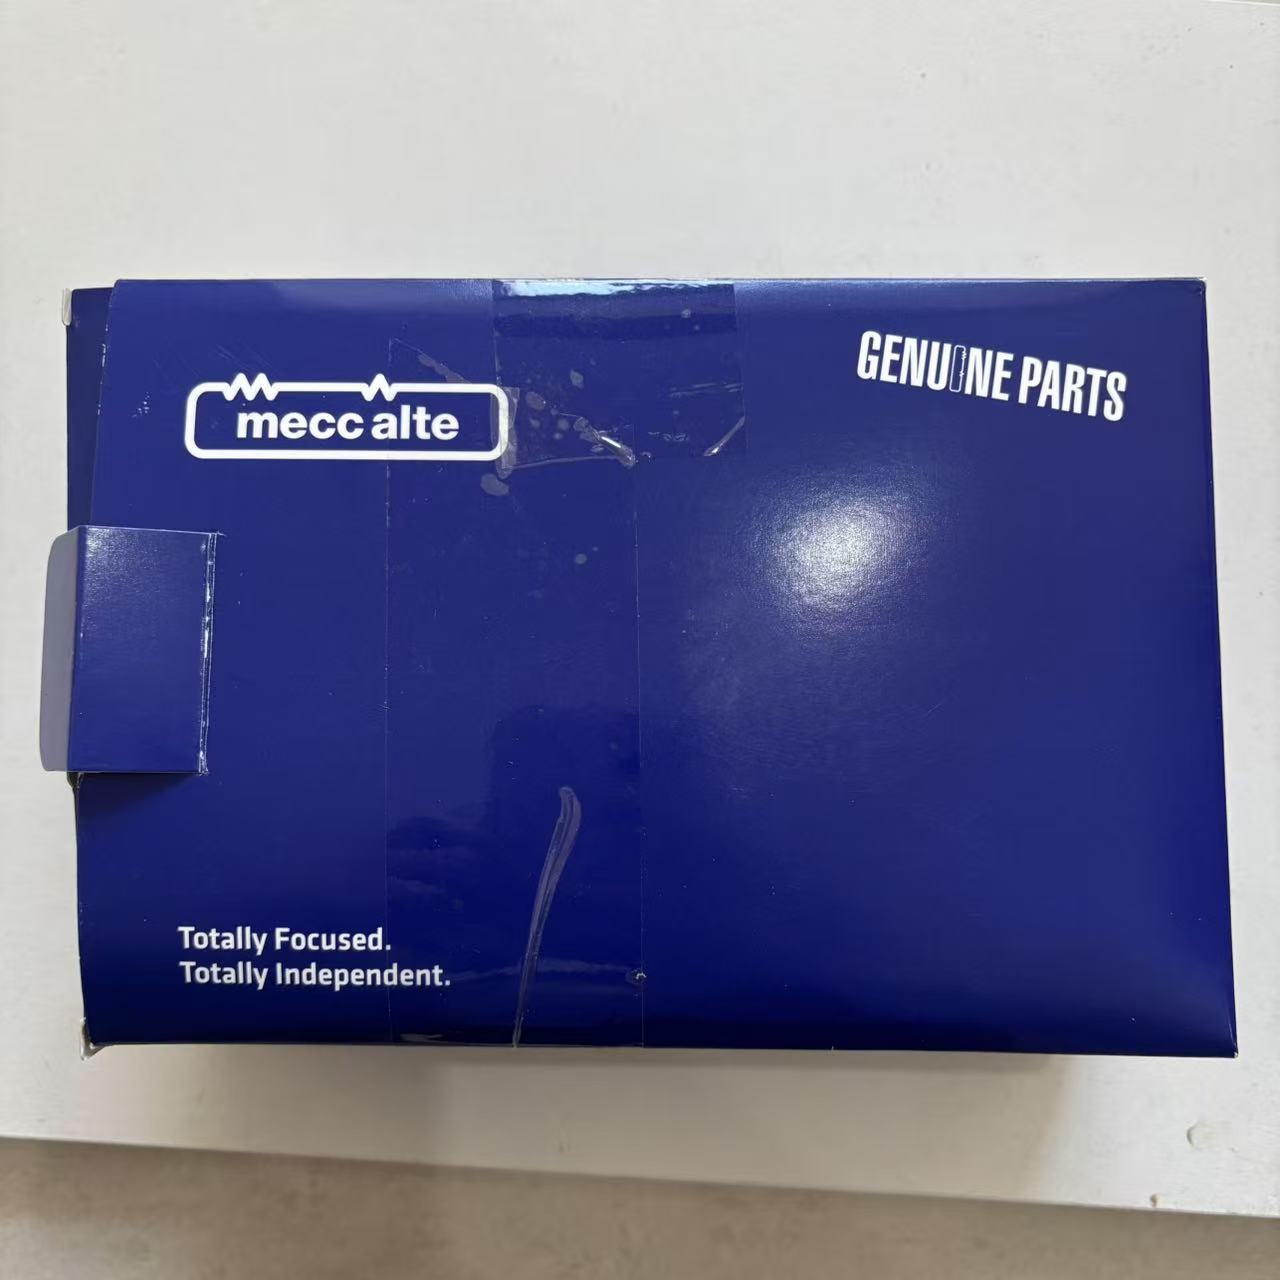 mecc alte
GENUINE PARTS
Totally Focused.
Totally Independent.